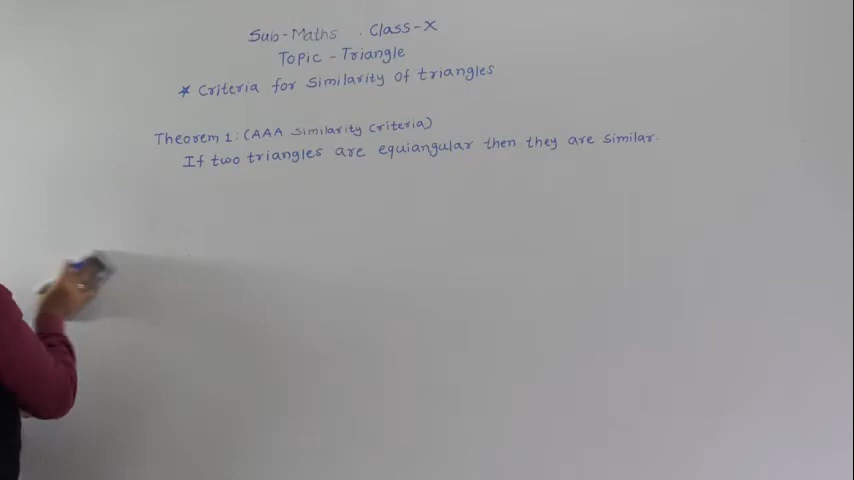 Sub-Maths . Class-X
Topic - Triangle
* Criteria for Similarity of triangles
Theorem 1: (AAA Similarity Criteria)
If two triangles are equiangular then they are similar.